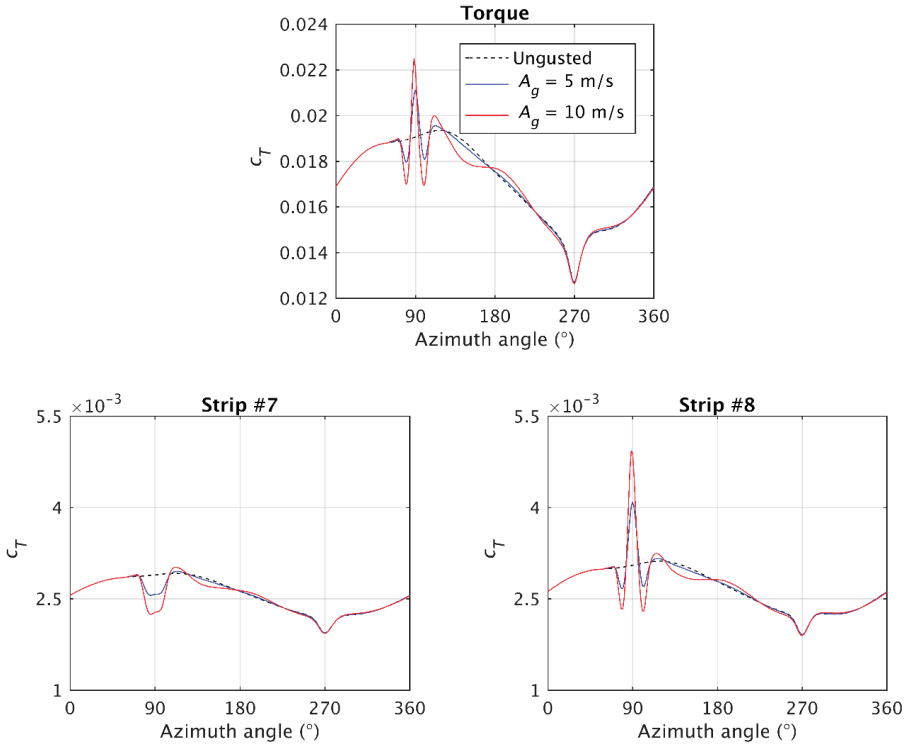 Torque
0.024
0.022
0.02
0.018
0.016
0.014
0.012
c_T
Ungusted
A_g = 5 m/s
A_g = 10 m/s
0 90 180 270 360
Azimuth angle (°)
×10⁻³ Strip #7
5.5
4
2.5
1
c_T
0 90 180 270 360
Azimuth angle (°)
×10⁻³ Strip #8
5.5
4
2.5
1
c_T
0 90 180 270 360
Azimuth angle (°)